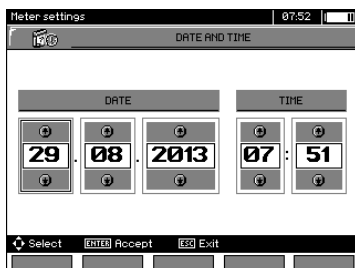 Meter settings 07:52
DATE AND TIME
DATE TIME
29 . 08 . 2013 07 : 51
Select ENTER Accept ESC Exit